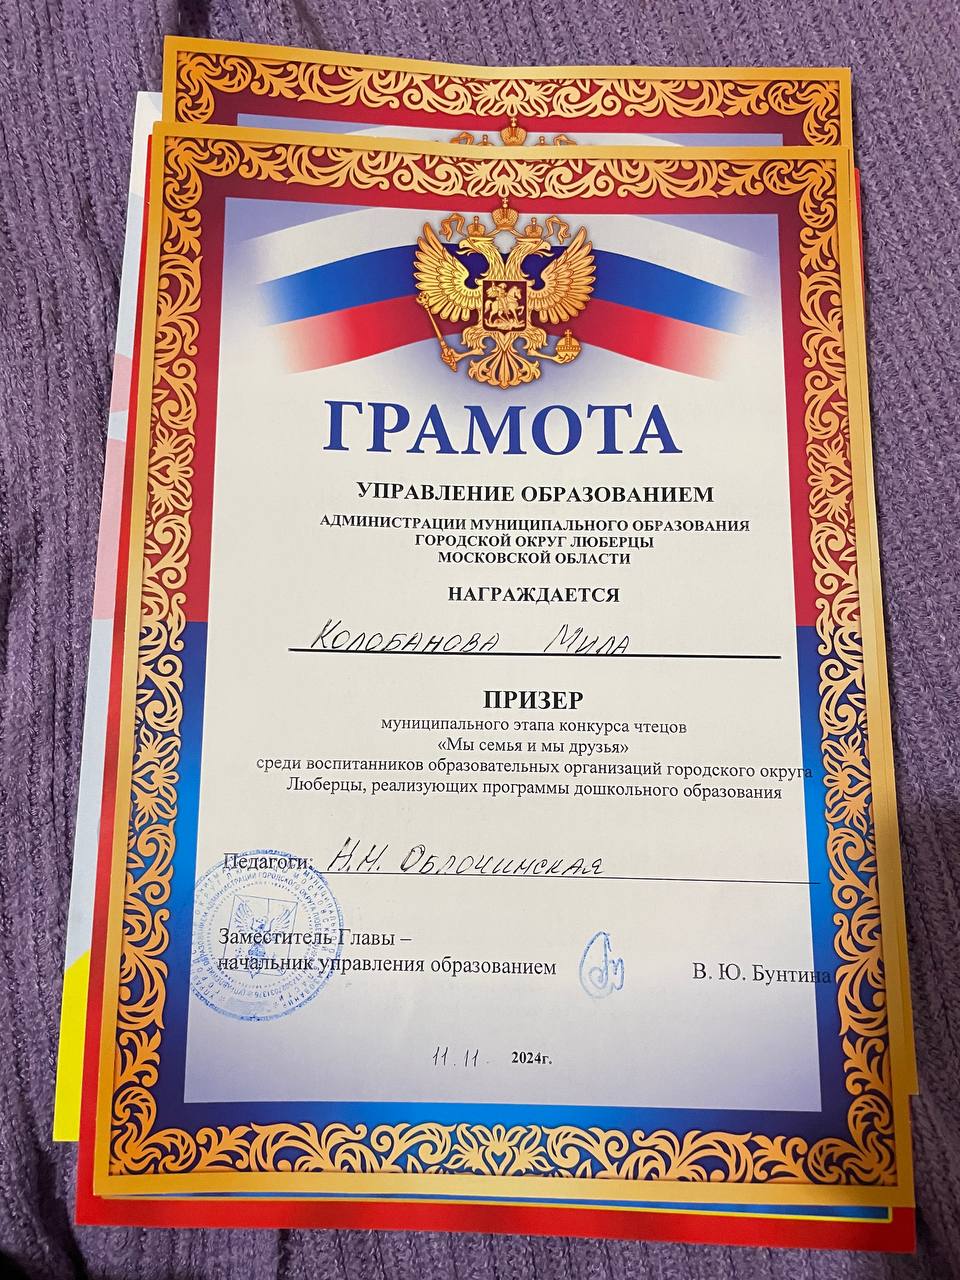 ГРАМОТА
УПРАВЛЕНИЕ ОБРАЗОВАНИЕМ
АДМИНИСТРАЦИИ МУНИЦИПАЛЬНОГО ОБРАЗОВАНИЯ
ГОРОДСКОЙ ОКРУГ ЛЮБЕРЦЫ
МОСКОВСКОЙ ОБЛАСТИ
НАГРАЖДАЕТСЯ
Колобанова Мила
ПРИЗЕР
муниципального этапа конкурса чтецов
«Мы семья и мы друзья»
среди воспитанников образовательных организаций городского округа
Люберцы, реализующих программы дошкольного образования
Педагоги: Н.Н. Облочинская
Заместитель Главы –
начальник управления образованием В. Ю. Бунтина
11.11. 2024г.